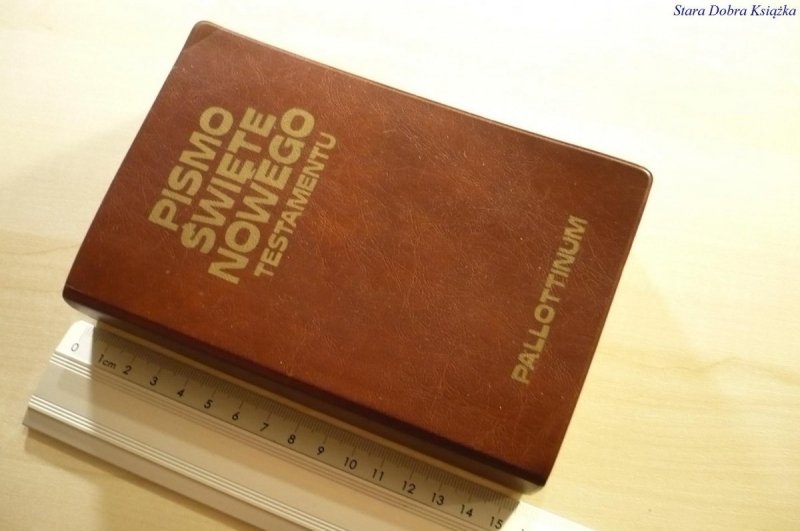 Stara Dobra Książka
PISMO
ŚWIĘTE
NOWEGO
TESTAMENTU
PALLOTTINUM
0 1cm 2 3 4 5 6 7 8 9 10 11 12 13 14 15